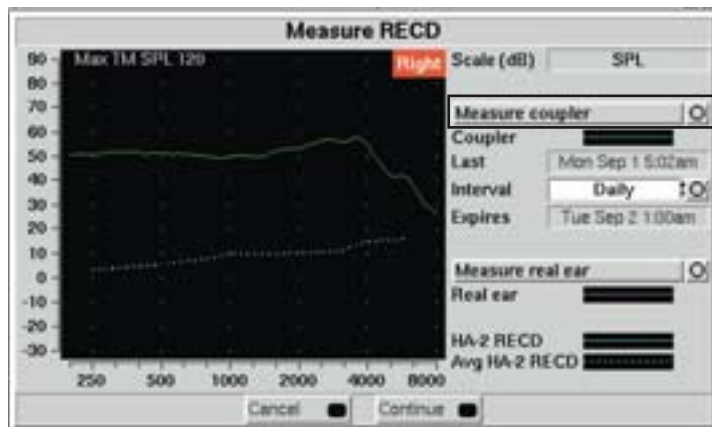 Measure RECD
Max TM SPL 120
Right
Scale (dB) SPL
Measure coupler
Coupler
Last Mon Sep 1 5:02am
Interval Daily
Expires Tue Sep 2 1:00am
Measure real ear
Real ear
HA-2 RECD
Avg HA-2 RECD
90
80
70
60
50
40
30
20
10
0
-10
-20
-30
250 500 1000 2000 4000 8000
Cancel Continue